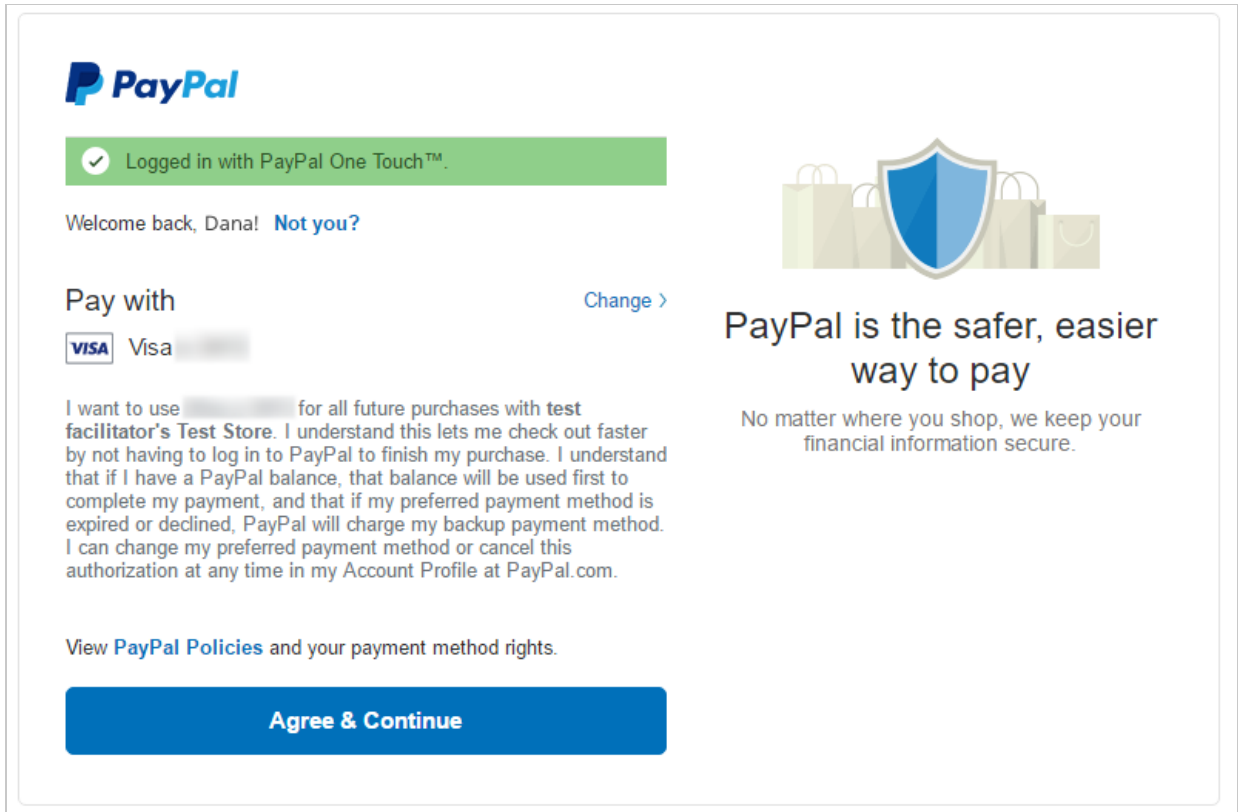 PayPal
Logged in with PayPal One Touch™.
Welcome back, Dana! Not you?
Pay with
Change >
VISA Visa
I want to use for all future purchases with test
facilitator's Test Store. I understand this lets me check out faster
by not having to log in to PayPal to finish my purchase. I understand
that if I have a PayPal balance, that balance will be used first to
complete my payment, and that if my preferred payment method is
expired or declined, PayPal will charge my backup payment method.
I can change my preferred payment method or cancel this
authorization at any time in my Account Profile at PayPal.com.
View PayPal Policies and your payment method rights.
Agree & Continue
PayPal is the safer, easier
way to pay
No matter where you shop, we keep your
financial information secure.